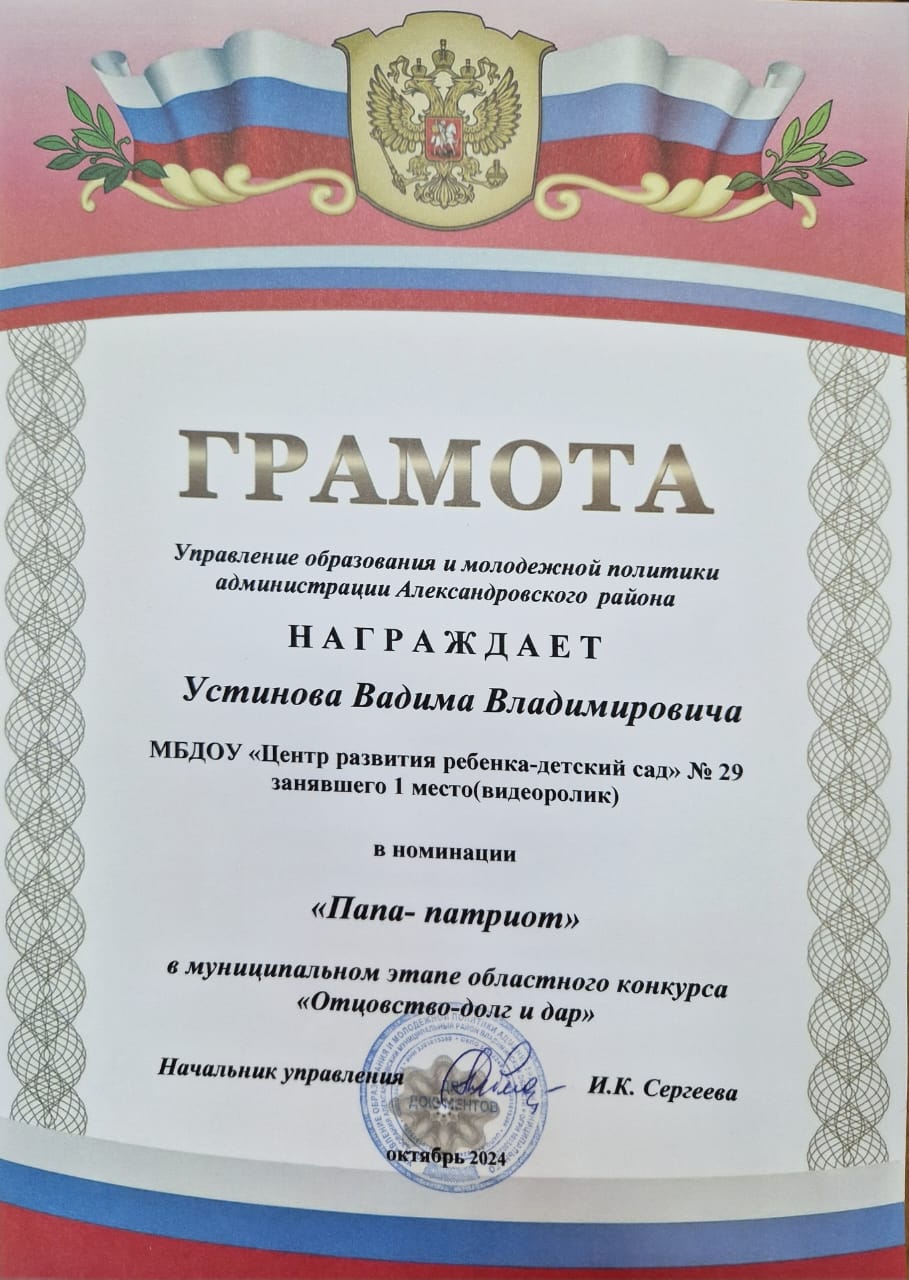 ГРАМОТА
Управление образования и молодежной политики
администрации Александровского района
НАГРАЖДАЕТ
Устинова Вадима Владимировича
МБДОУ «Центр развития ребенка-детский сад» № 29
занявшего 1 место(видеоролик)
в номинации
«Папа- патриот»
в муниципальном этапе областного конкурса
«Отцовство-долг и дар»
Начальник управления
И.К. Сергеева
ДОКУМЕНТОВ
октябрь 2024